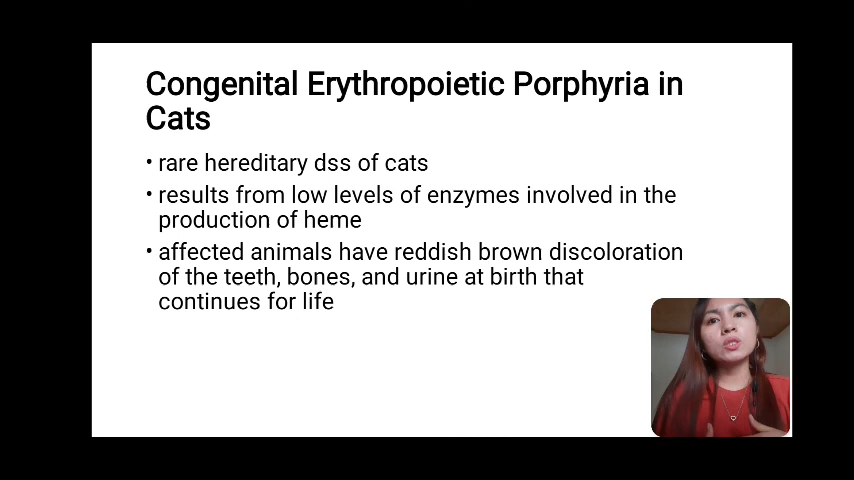 Congenital Erythropoietic Porphyria in
Cats
• rare hereditary dss of cats
• results from low levels of enzymes involved in the
production of heme
• affected animals have reddish brown discoloration
of the teeth, bones, and urine at birth that
continues for life